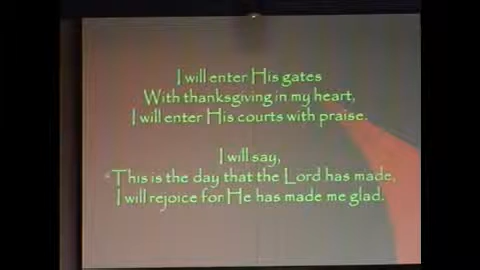 I will enter His gates
With thanksgiving in my heart,
I will enter His courts with praise.
I will say,
This is the day that the Lord has made,
I will rejoice for He has made me glad.